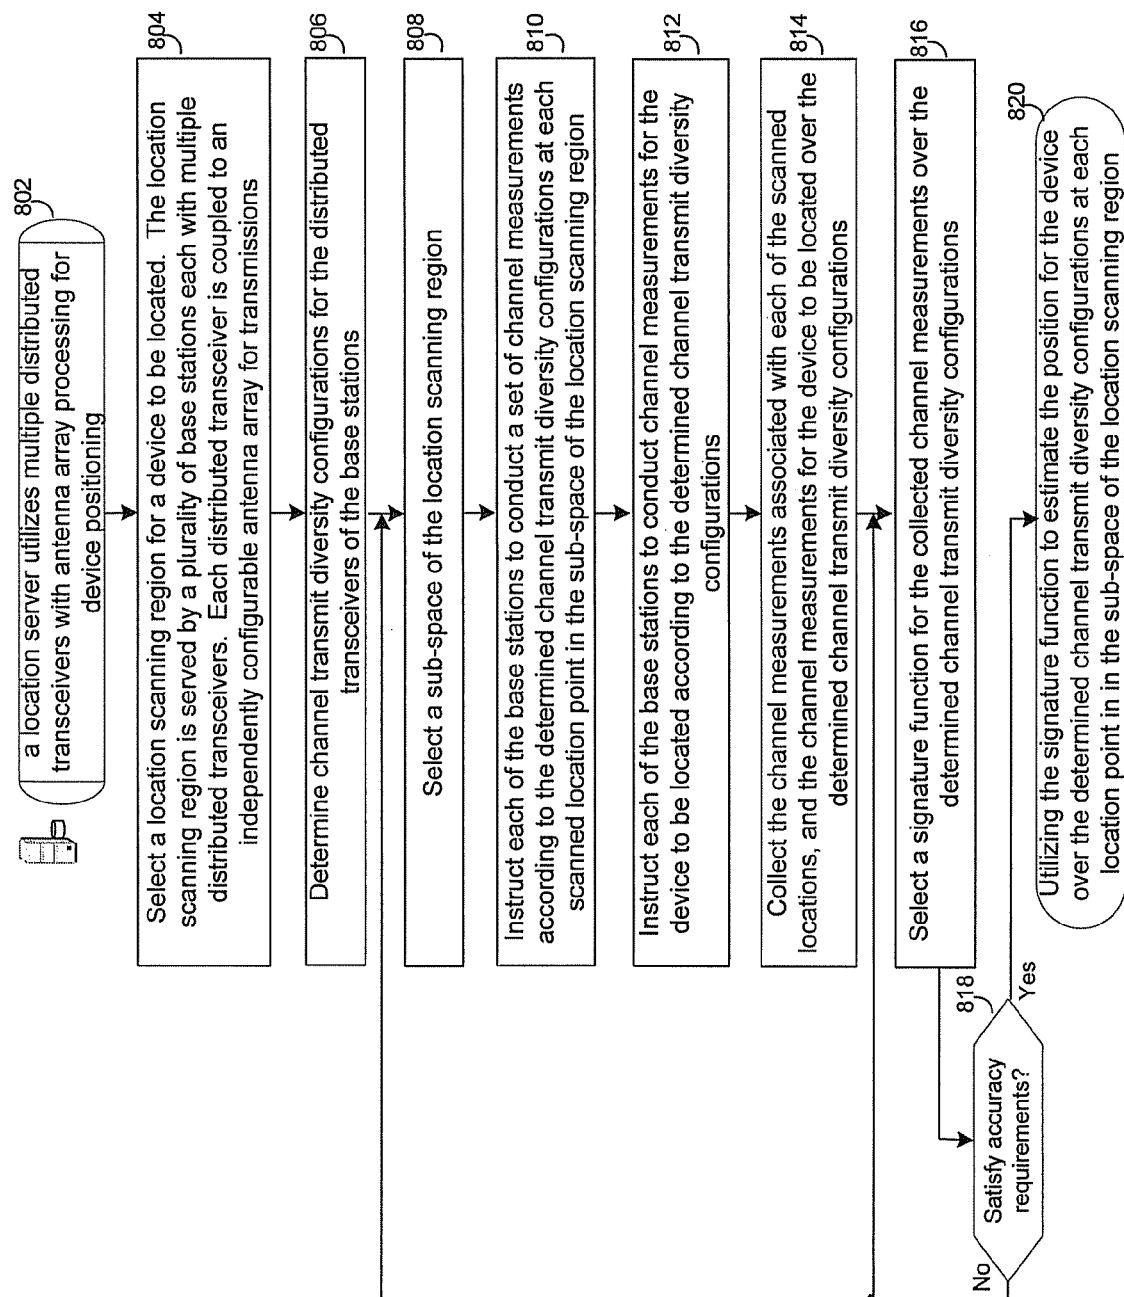 802
a location server utilizes multiple distributed
transceivers with antenna array processing for
device positioning
804
Select a location scanning region for a device to be located. The location
scanning region is served by a plurality of base stations each with multiple
distributed transceivers. Each distributed transceiver is coupled to an
independently configurable antenna array for transmissions
806
Determine channel transmit diversity configurations for the distributed
transceivers of the base stations
808
Select a sub-space of the location scanning region
810
Instruct each of the base stations to conduct a set of channel measurements
according to the determined channel transmit diversity configurations at each
scanned location point in the sub-space of the location scanning region
812
Instruct each of the base stations to conduct channel measurements for the
device to be located according to the determined channel transmit diversity
configurations
814
Collect the channel measurements associated with each of the scanned
locations, and the channel measurements for the device to be located over the
determined channel transmit diversity configurations
816
Select a signature function for the collected channel measurements over the
determined channel transmit diversity configurations
818
Satisfy accuracy
requirements?
No
Yes
820
Utilizing the signature function to estimate the position for the device
over the determined channel transmit diversity configurations at each
location point in in the sub-space of the location scanning region